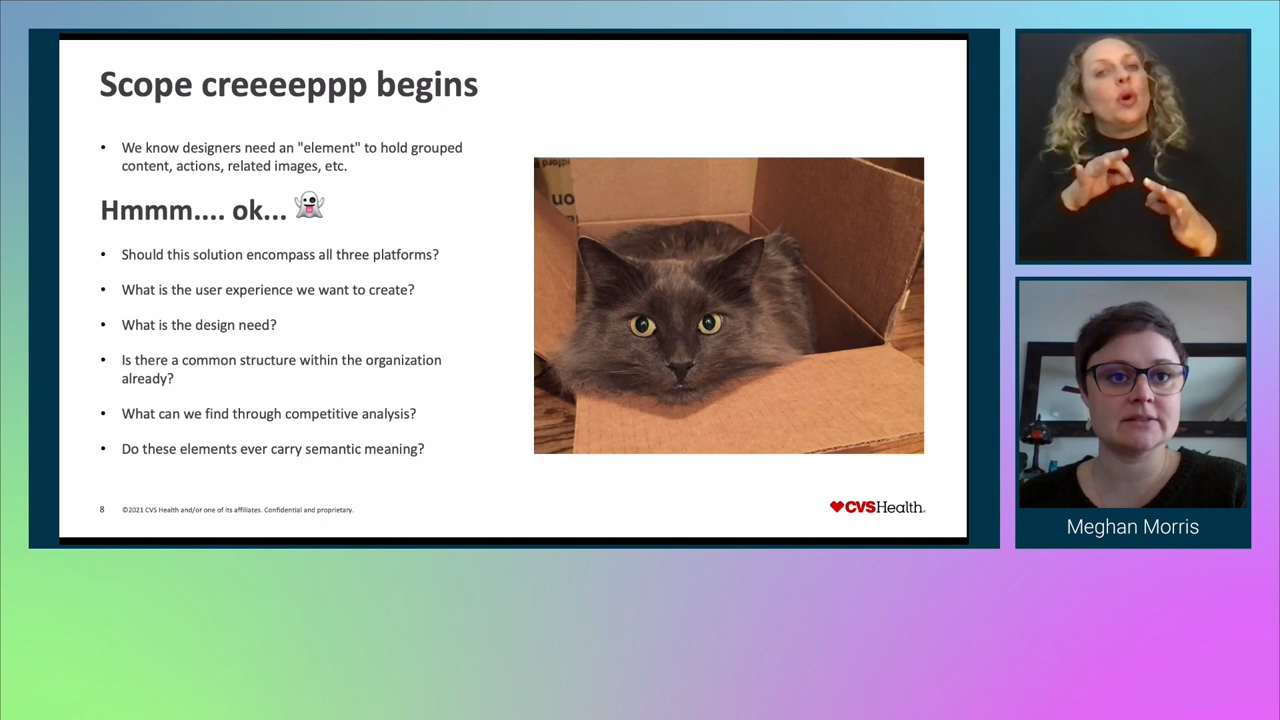 Scope creeeeppp begins
• We know designers need an "element" to hold grouped
content, actions, related images, etc.
Hmmm.... ok... 👻
• Should this solution encompass all three platforms?
• What is the user experience we want to create?
• What is the design need?
• Is there a common structure within the organization
already?
• What can we find through competitive analysis?
• Do these elements ever carry semantic meaning?
8 ©2021 CVS Health and/or one of its affiliates. Confidential and proprietary.
CVSHealth.
Meghan Morris